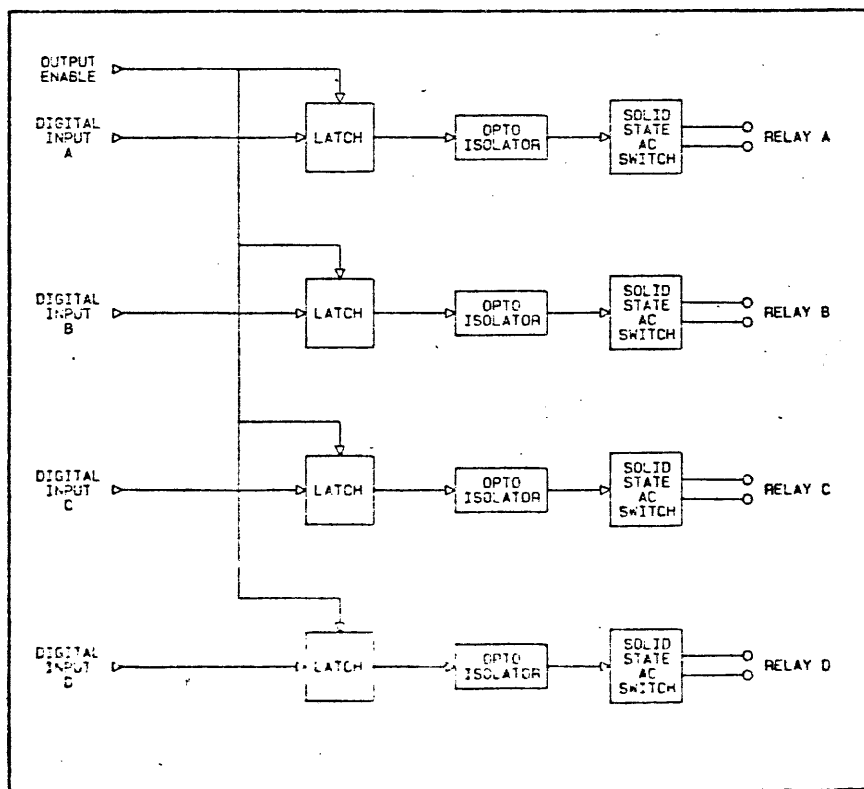 OUTPUT
ENABLE
DIGITAL
INPUT
A
LATCH
OPTO
ISOLATOR
SOLID
STATE
AC
SWITCH
RELAY A
DIGITAL
INPUT
B
LATCH
OPTO
ISOLATOR
SOLID
STATE
AC
SWITCH
RELAY B
DIGITAL
INPUT
C
LATCH
OPTO
ISOLATOR
SOLID
STATE
AC
SWITCH
RELAY C
DIGITAL
INPUT
D
LATCH
OPTO
ISOLATOR
SOLID
STATE
AC
SWITCH
RELAY D